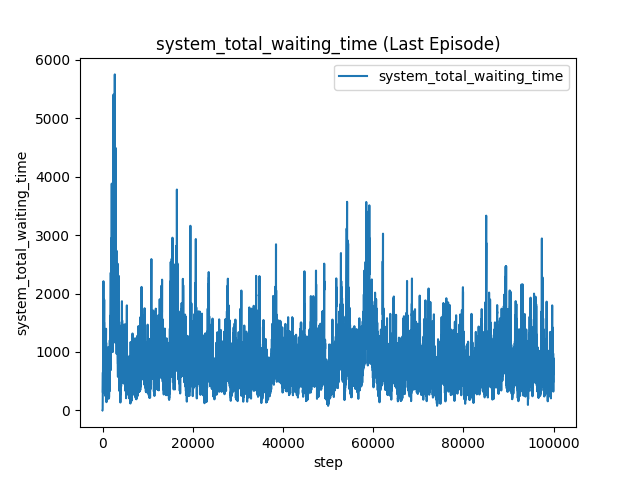 system_total_waiting_time (Last Episode)
system_total_waiting_time
6000
5000
4000
3000
2000
1000
0
system_total_waiting_time
0 20000 40000 60000 80000 100000
step